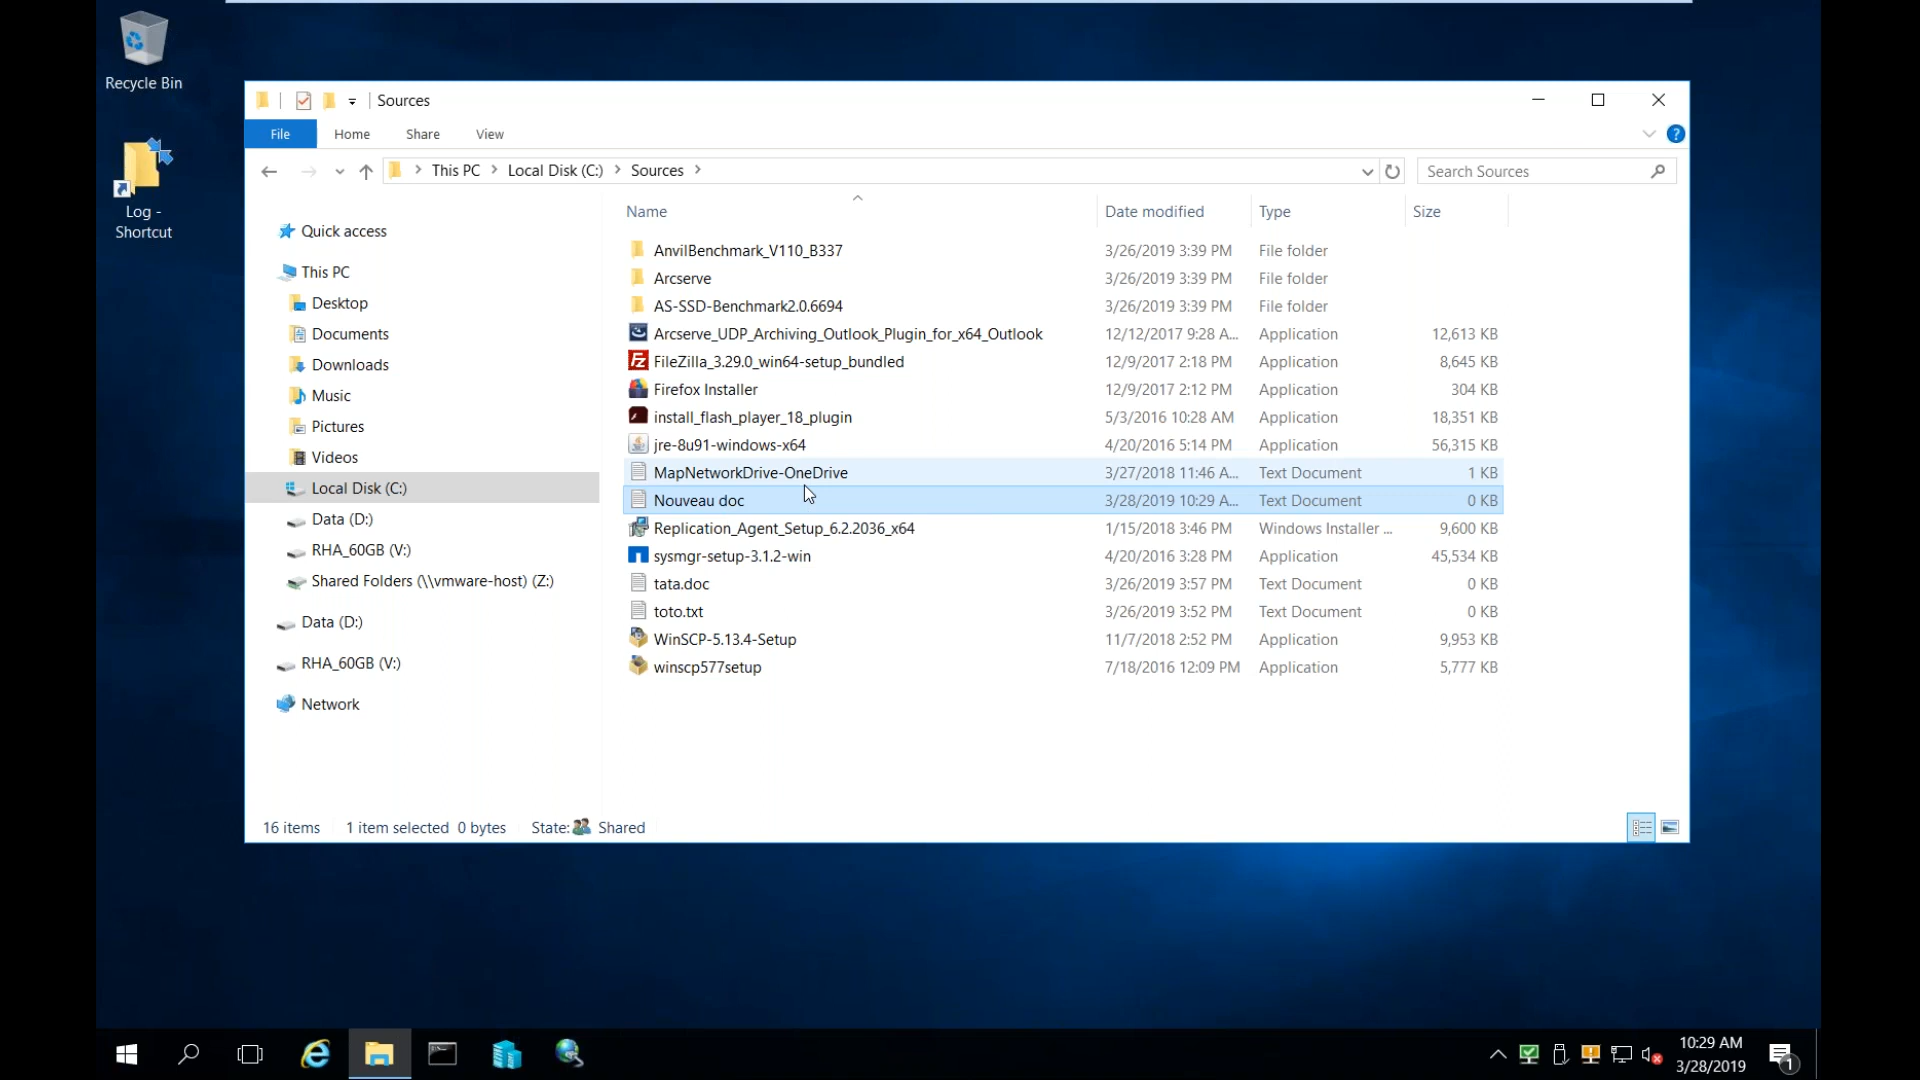 Recycle Bin
Log -
Shortcut
Sources
File Home Share View
This PC Local Disk (C:) Sources
Search Sources
Name Date modified Type Size
Quick access
This PC
Desktop
Documents
Downloads
Music
Pictures
Videos
Local Disk (C:)
Data (D:)
RHA_60GB (V:)
Shared Folders (\\vmware-host) (Z:)
Data (D:)
RHA_60GB (V:)
Network
AnvilBenchmark_V110_B337 3/26/2019 3:39 PM File folder
Arcserve 3/26/2019 3:39 PM File folder
AS-SSD-Benchmark2.0.6694 3/26/2019 3:39 PM File folder
Arcserve_UDP_Archiving_Outlook_Plugin_for_x64_Outlook 12/12/2017 9:28 A... Application 12,613 KB
FileZilla_3.29.0_win64-setup_bundled 12/9/2017 2:18 PM Application 8,645 KB
Firefox Installer 12/9/2017 2:12 PM Application 304 KB
install_flash_player_18_plugin 5/3/2016 10:28 AM Application 18,351 KB
jre-8u91-windows-x64 4/20/2016 5:14 PM Application 56,315 KB
MapNetworkDrive-OneDrive 3/27/2018 11:46 A... Text Document 1 KB
Nouveau doc 3/28/2019 10:29 A... Text Document 0 KB
Replication_Agent_Setup_6.2.2036_x64 1/15/2018 3:46 PM Windows Installer ... 9,600 KB
sysmgr-setup-3.1.2-win 4/20/2016 3:28 PM Application 45,534 KB
tata.doc 3/26/2019 3:57 PM Text Document 0 KB
toto.txt 3/26/2019 3:52 PM Text Document 0 KB
WinSCP-5.13.4-Setup 11/7/2018 2:52 PM Application 9,953 KB
winscp577setup 7/18/2016 12:09 PM Application 5,777 KB
16 items 1 item selected 0 bytes State: Shared
10:29 AM
3/28/2019
1